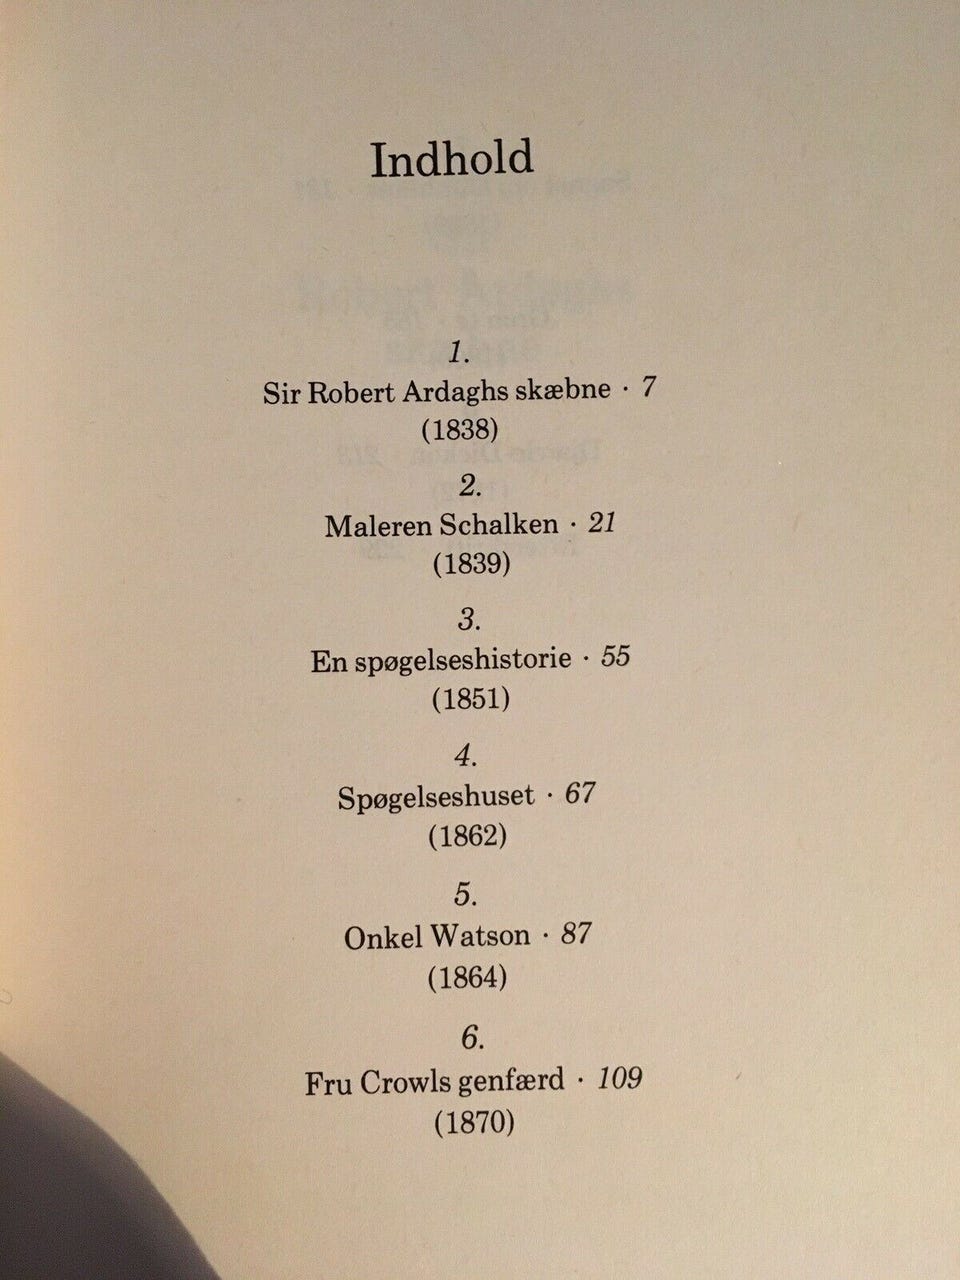 Indhold
1.
Sir Robert Ardaghs skæbne · 7
(1838)
2.
Maleren Schalken · 21
(1839)
3.
En spøgelseshistorie · 55
(1851)
4.
Spøgelseshuset · 67
(1862)
5.
Onkel Watson · 87
(1864)
6.
Fru Crowls genfærd · 109
(1870)